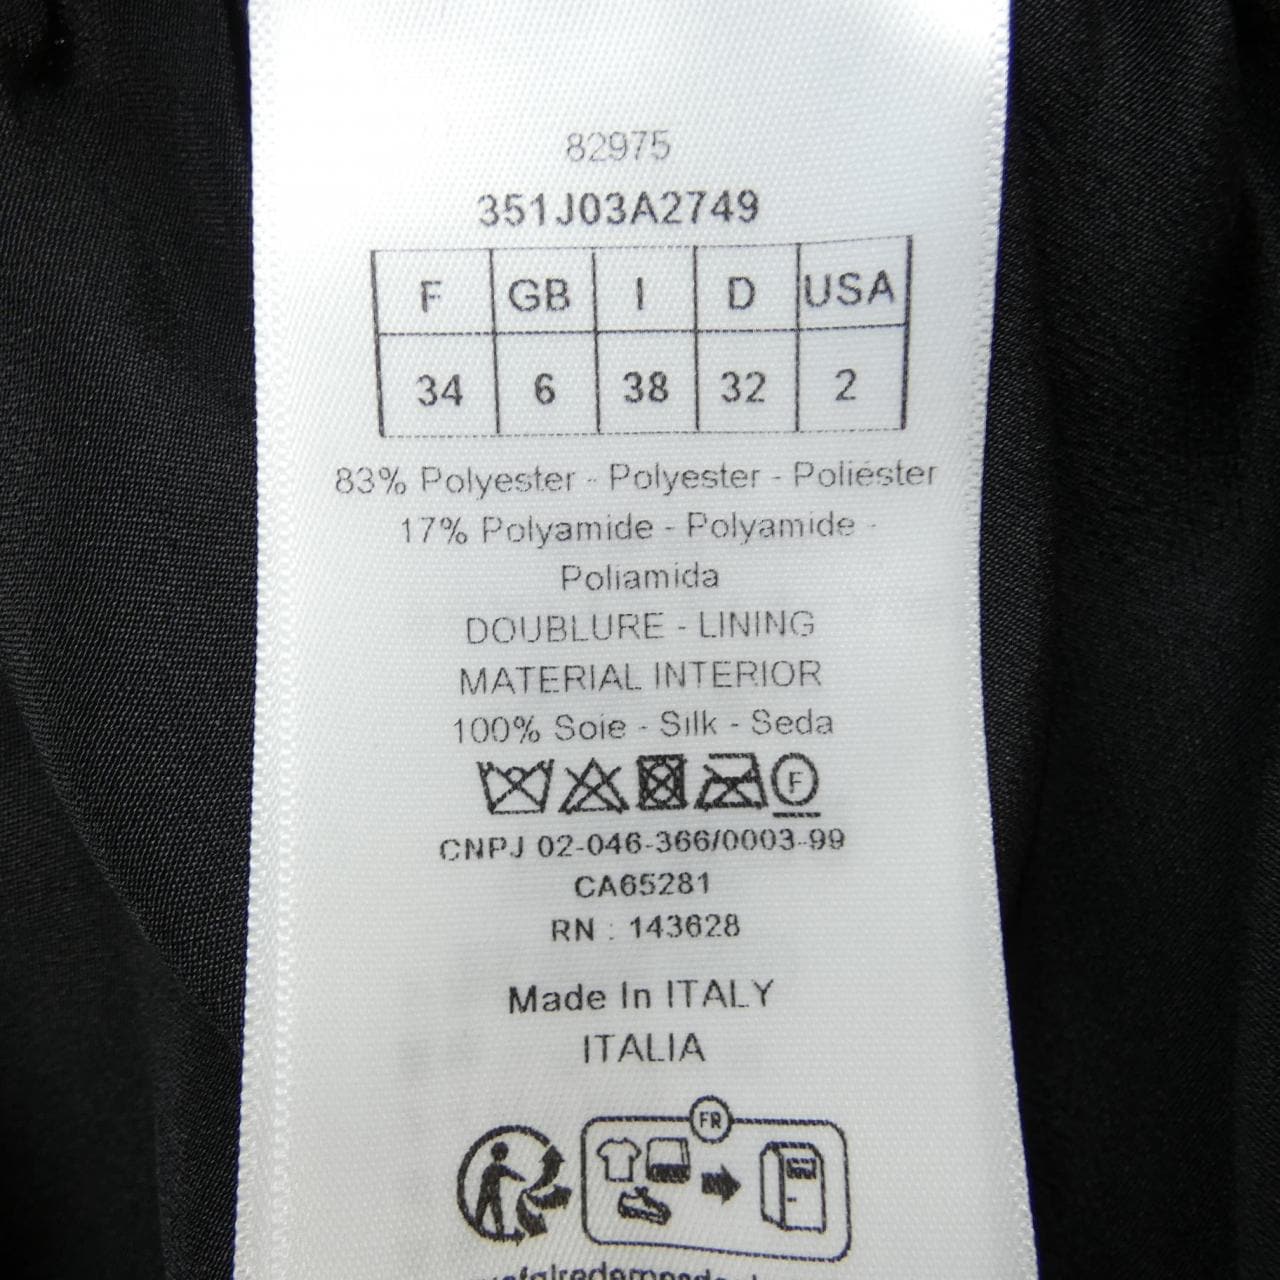 82975
351J03A2749
F GB I D USA
34 6 38 32 2
83% Polyester - Polyester - Poliéster
17% Polyamide - Polyamide -
Poliamida
DOUBLURE - LINING
MATERIAL INTERIOR
100% Soie - Silk - Seda
F
CNPJ 02-046-366/0003-99
CA65281
RN : 143628
Made In ITALY
ITALIA
FR